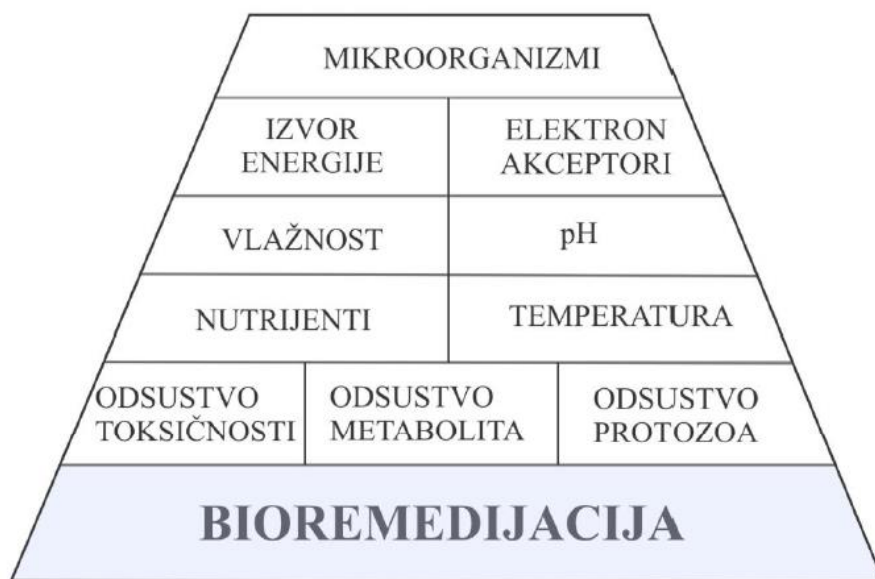 MIKROORGANIZMI
IZVOR
ENERGIJE
ELEKTRON
AKCEPTORI
VLAŽNOST
pH
NUTRIJENTI
TEMPERATURA
ODSUSTVO
TOKSIČNOSTI
ODSUSTVO
METABOLITA
ODSUSTVO
PROTOZOA
BIOREMEDIJACIJA